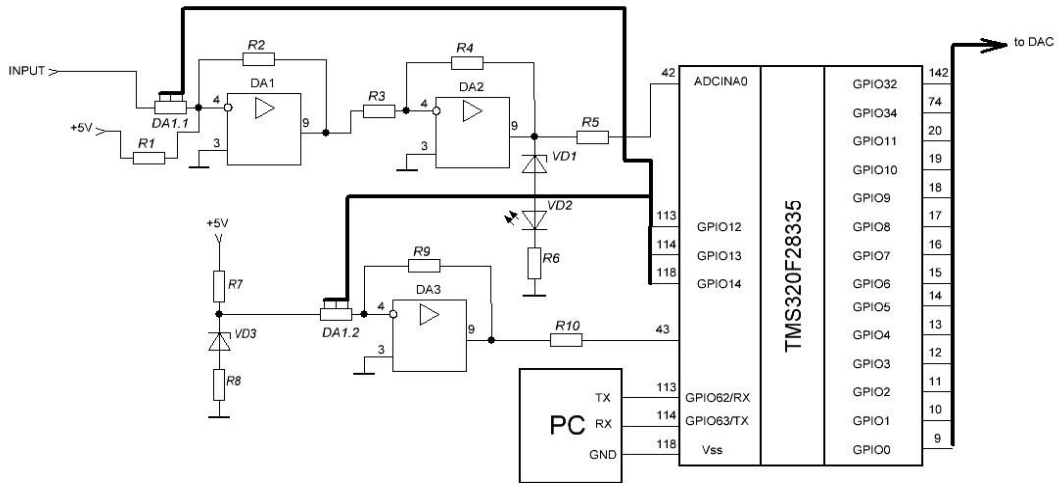 INPUT
+5V
R1
DA1.1
R2
DA1
4
3
9
R3
R4
DA2
4
3
9
R5
VD1
VD2
R6
+5V
R7
VD3
R8
DA1.2
R9
DA3
4
3
9
R10
42
ADCINA0
113
GPIO12
114
GPIO13
118
GPIO14
43
PC
TX
113
GPIO62/RX
RX
114
GPIO63/TX
GND
118
Vss
TMS320F28335
GPIO32
142
GPIO34
74
GPIO11
20
GPIO10
19
GPIO9
18
GPIO8
17
GPIO7
16
GPIO6
15
GPIO5
14
GPIO4
13
GPIO3
12
GPIO2
11
GPIO1
10
GPIO0
9
to DAC